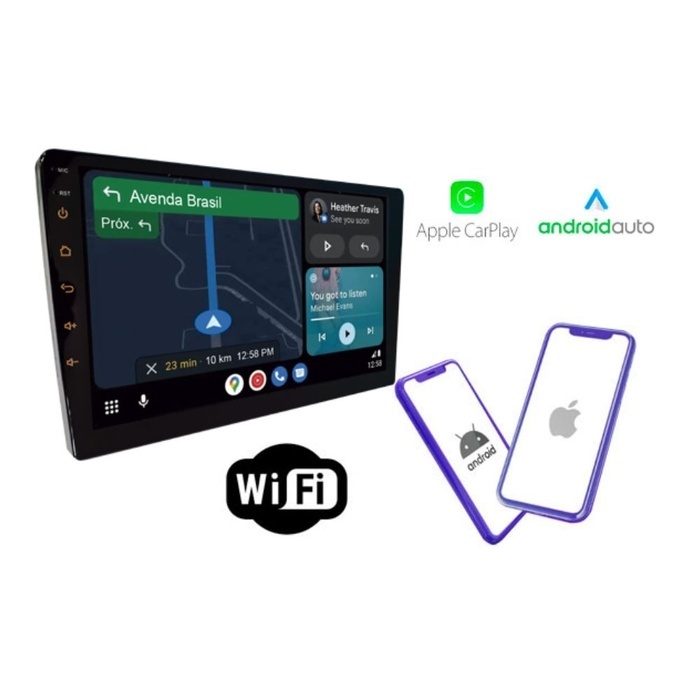 MIC
RST
Avenda Brasil
Próx.
Heather Travis
See you soon
You got to listen
Michael Evans
23 min · 10 km 12:58 PM
12:58
Apple CarPlay
androidauto
WiFi
android